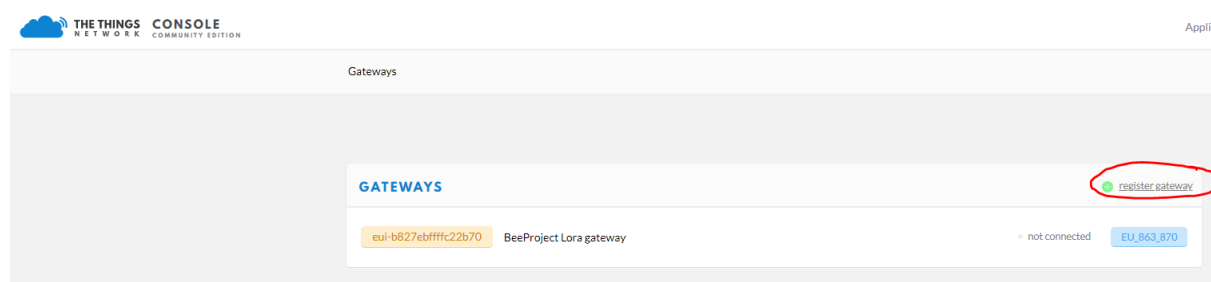 THE THINGS NETWORK CONSOLE COMMUNITY EDITION
Appli
Gateways
GATEWAYS
register gateway
eui-b827ebffffc22b70 BeeProject Lora gateway not connected EU_863_870